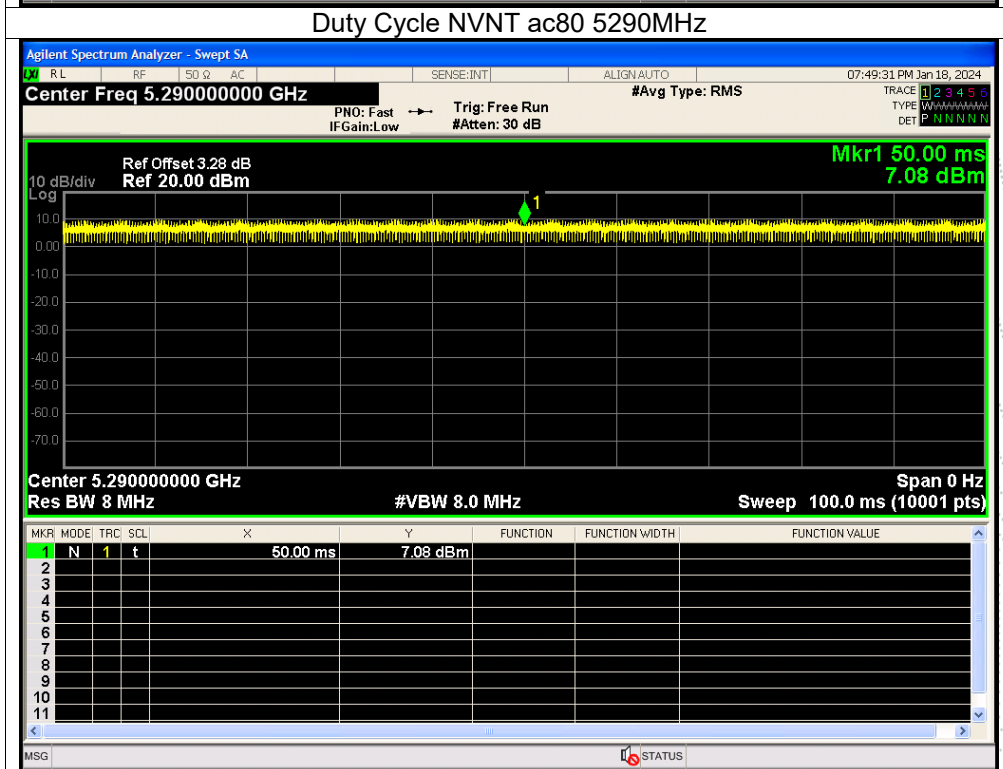 Duty Cycle NVNT ac80 5290MHz
Agilent Spectrum Analyzer - Swept SA
LXI RL RF 50 Ω AC SENSE:INT ALIGN AUTO 07:49:31 PM Jan 18, 2024
Center Freq 5.290000000 GHz #Avg Type: RMS TRACE 1 2 3 4 5 6
PNO: Fast Trig: Free Run TYPE WWWWWW
IFGain:Low #Atten: 30 dB DET P N N N N N
Mkr1 50.00 ms
7.08 dBm
Ref Offset 3.28 dB
10 dB/div Ref 20.00 dBm
Log
1
10.0
0.00
-10.0
-20.0
-30.0
-40.0
-50.0
-60.0
-70.0
Center 5.290000000 GHz Span 0 Hz
Res BW 8 MHz #VBW 8.0 MHz Sweep 100.0 ms (10001 pts)
MKR MODE TRC SCL X Y FUNCTION FUNCTION WIDTH FUNCTION VALUE
1 N 1 t 50.00 ms 7.08 dBm
2
3
4
5
6
7
8
9
10
11
MSG STATUS